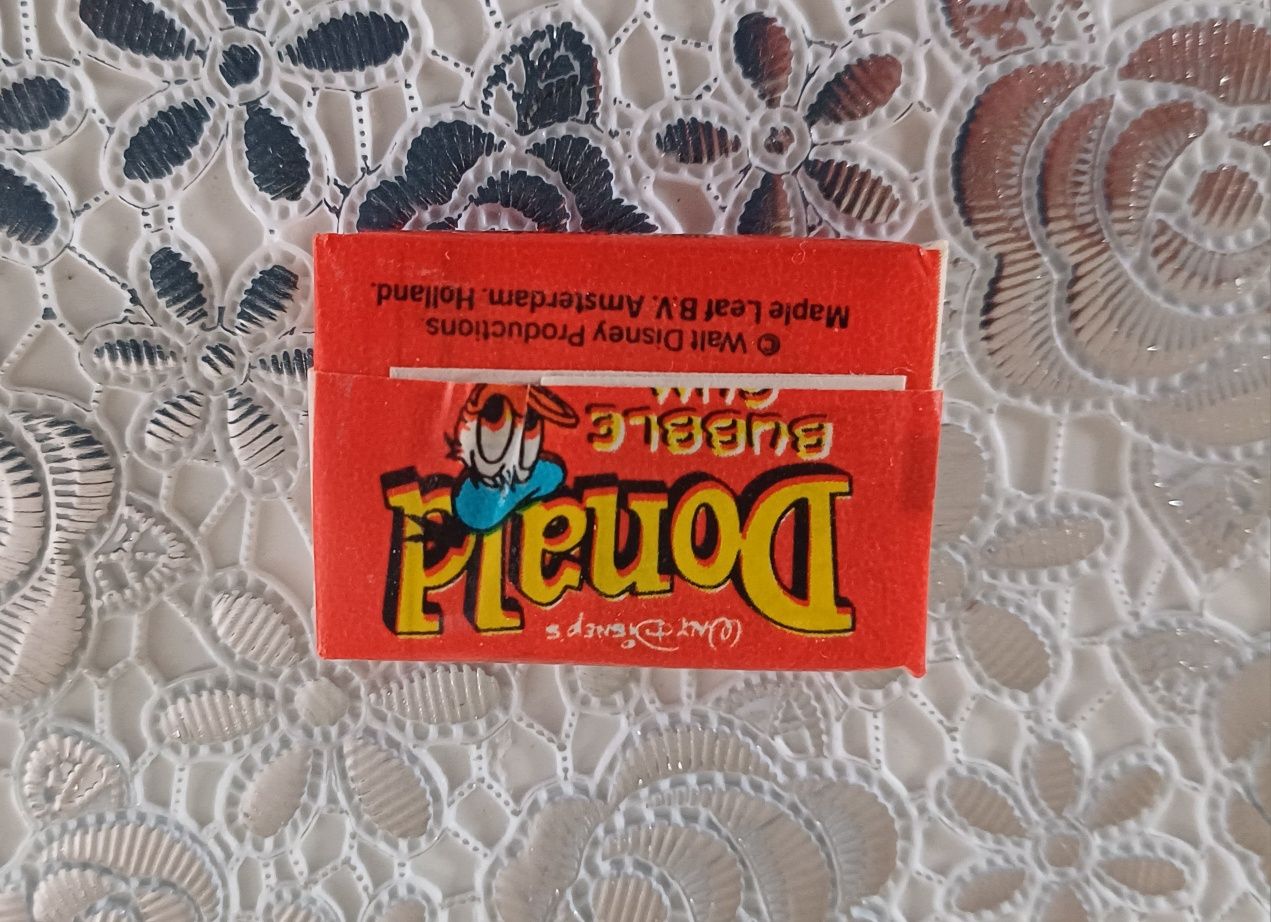 Walt Disney's
Donald
BUBBLE
GUM
© Walt Disney Productions
Maple Leaf B.V. Amsterdam. Holland.